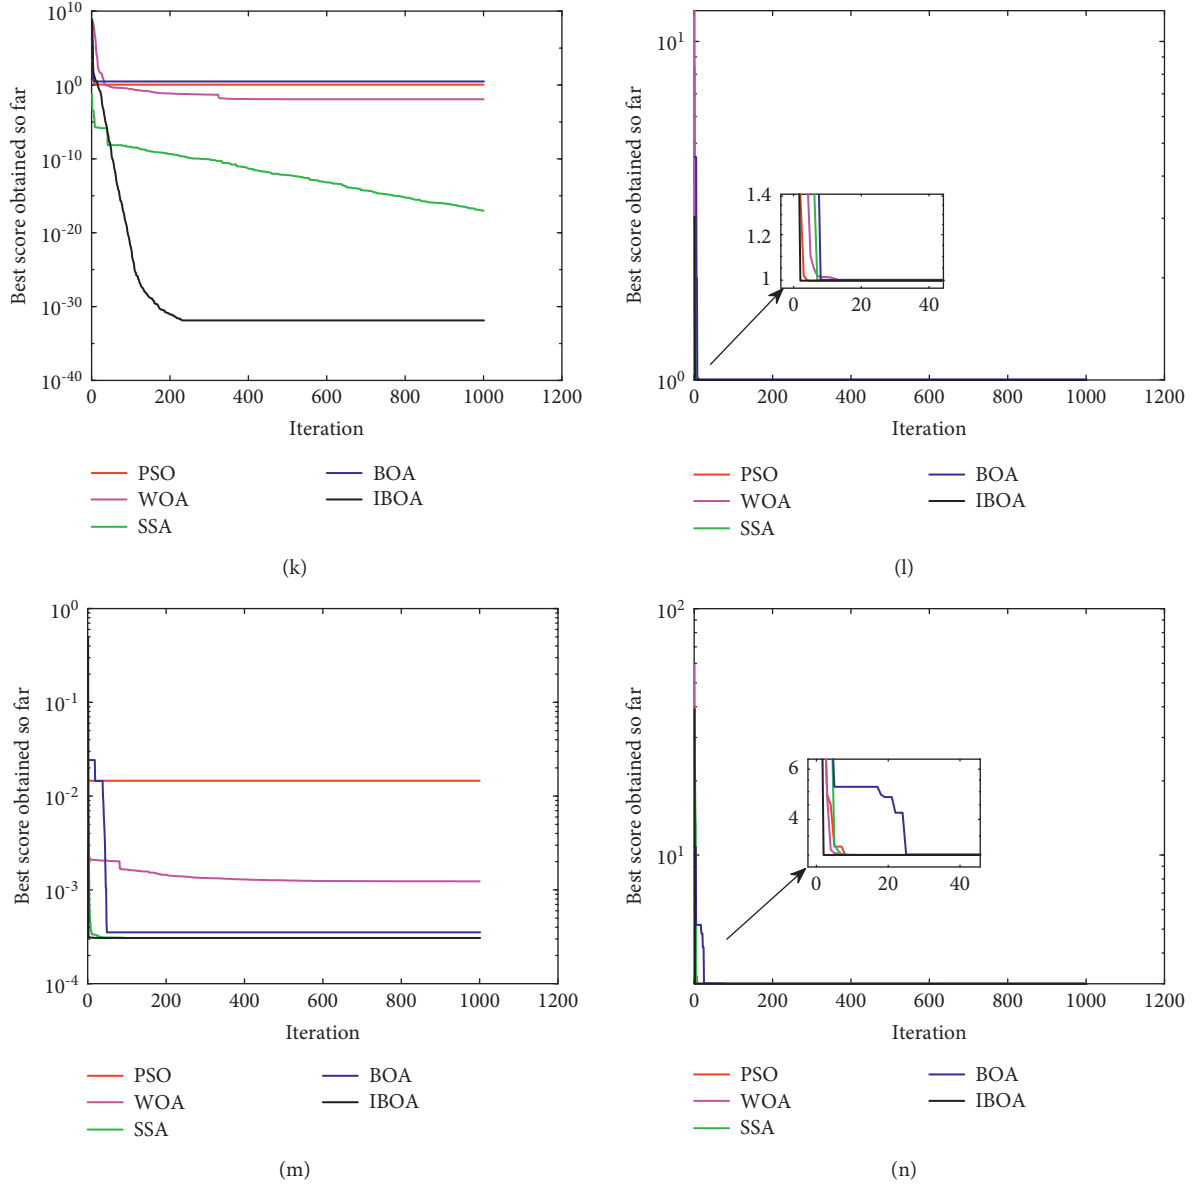 10^10
10^0
10^-10
10^-20
10^-30
10^-40
Best score obtained so far
0 200 400 600 800 1000 1200
Iteration
PSO
WOA
SSA
BOA
IBOA
(k)
10^1
10^0
Best score obtained so far
1.4
1.2
1
0 20 40
0 200 400 600 800 1000 1200
Iteration
PSO
WOA
SSA
BOA
IBOA
(l)
10^0
10^-1
10^-2
10^-3
10^-4
Best score obtained so far
0 200 400 600 800 1000 1200
Iteration
PSO
WOA
SSA
BOA
IBOA
(m)
10^2
10^1
Best score obtained so far
6
4
0 20 40
0 200 400 600 800 1000 1200
Iteration
PSO
WOA
SSA
BOA
IBOA
(n)